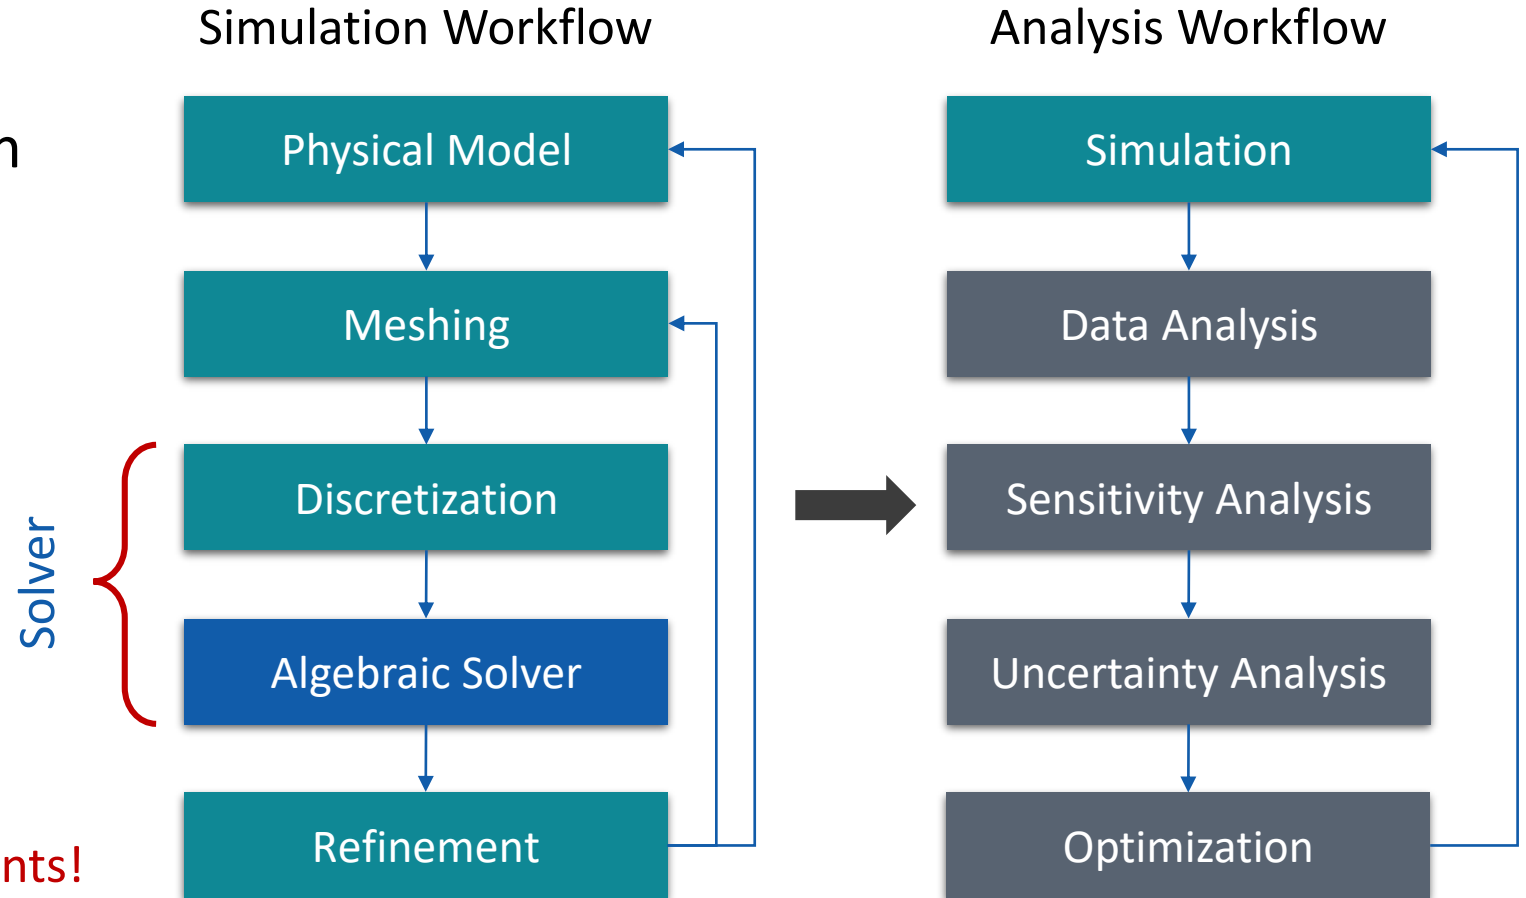 Simulation Workflow
Physical Model
Meshing
Discretization
Algebraic Solver
Refinement
Solver
Analysis Workflow
Simulation
Data Analysis
Sensitivity Analysis
Uncertainty Analysis
Optimization